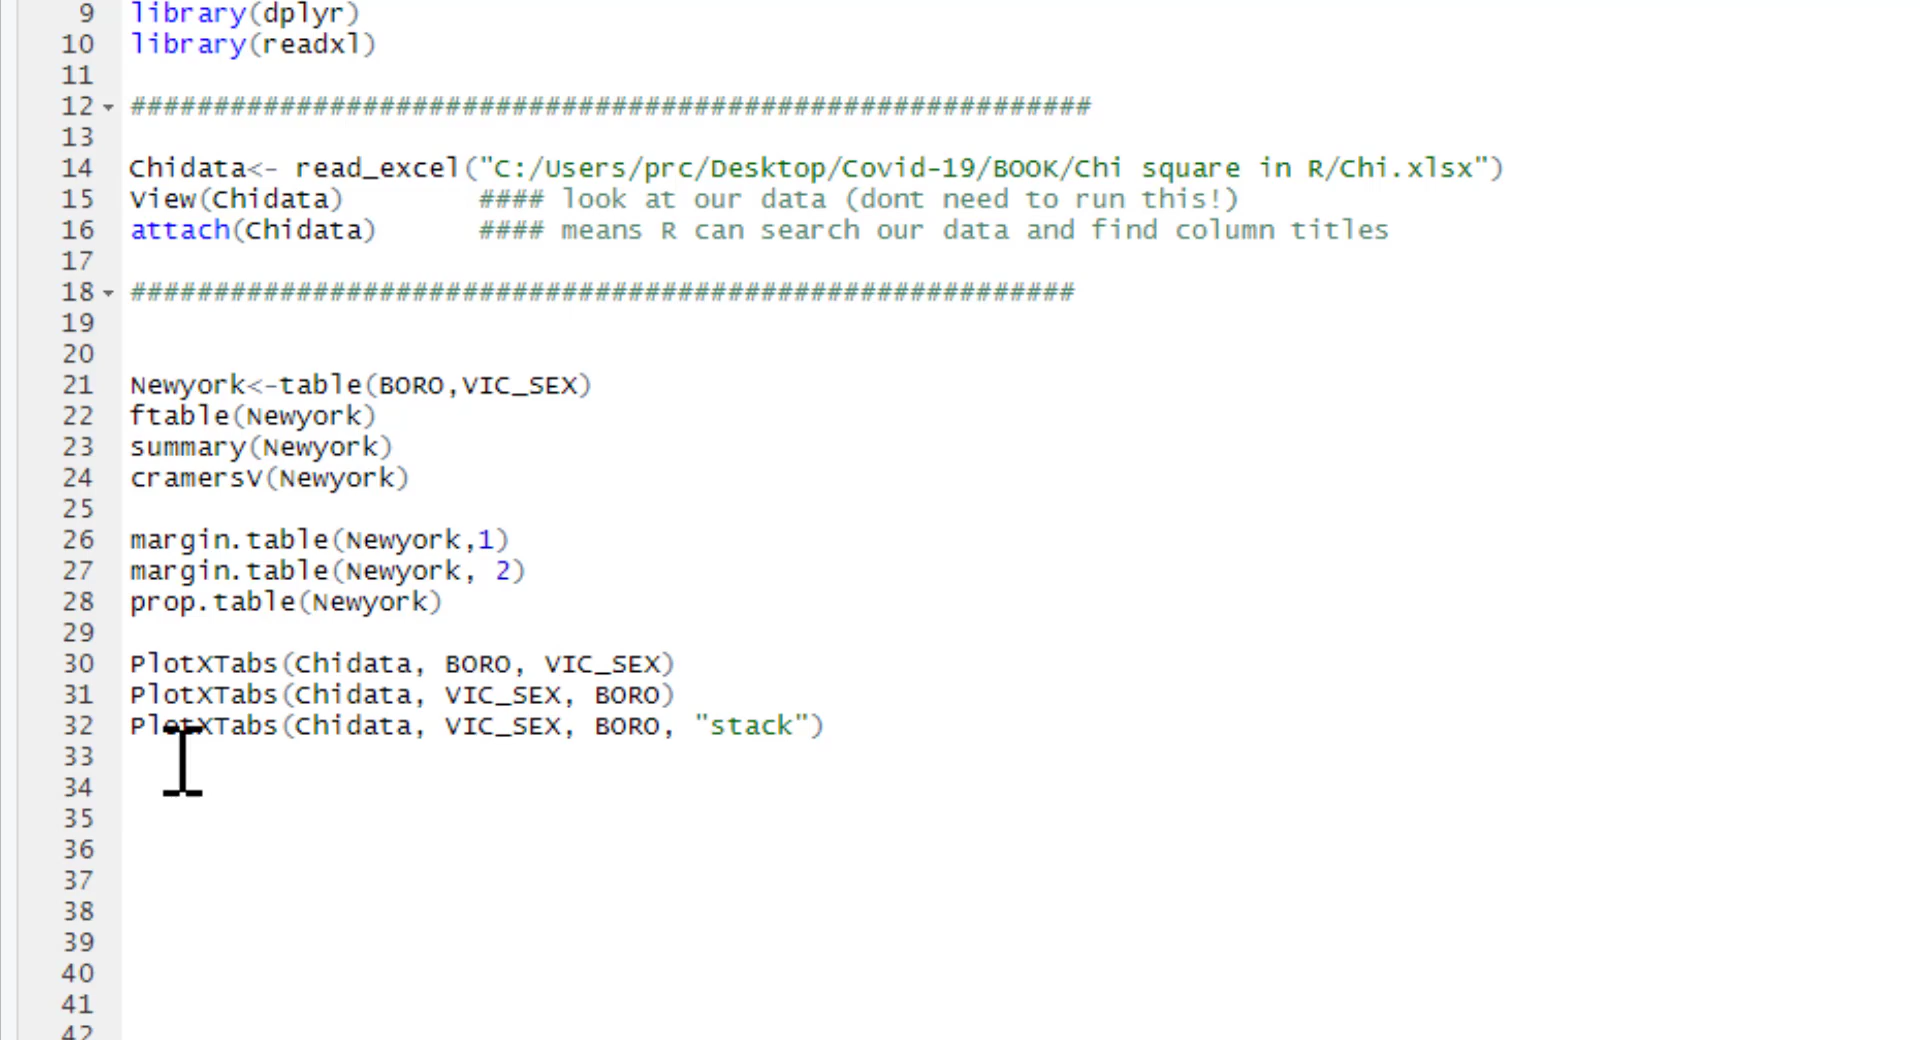 9 library(dplyr)
10 library(readxl)
11
12 ##########################################################
13
14 Chidata<- read_excel("C:/Users/prc/Desktop/Covid-19/BOOK/Chi square in R/Chi.xlsx")
15 View(Chidata) #### look at our data (dont need to run this!)
16 attach(Chidata) #### means R can search our data and find column titles
17
18 #########################################################
19
20
21 Newyork<-table(BORO,VIC_SEX)
22 ftable(Newyork)
23 summary(Newyork)
24 cramersV(Newyork)
25
26 margin.table(Newyork,1)
27 margin.table(Newyork, 2)
28 prop.table(Newyork)
29
30 PlotXTabs(Chidata, BORO, VIC_SEX)
31 PlotXTabs(Chidata, VIC_SEX, BORO)
32 PlotXTabs(Chidata, VIC_SEX, BORO, "stack")
33
34
35
36
37
38
39
40
41
42